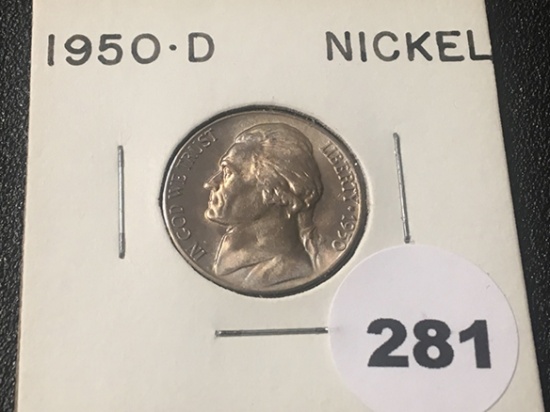 1950·D NICKEL
IN GOD WE TRUST
LIBERTY · 1950
281